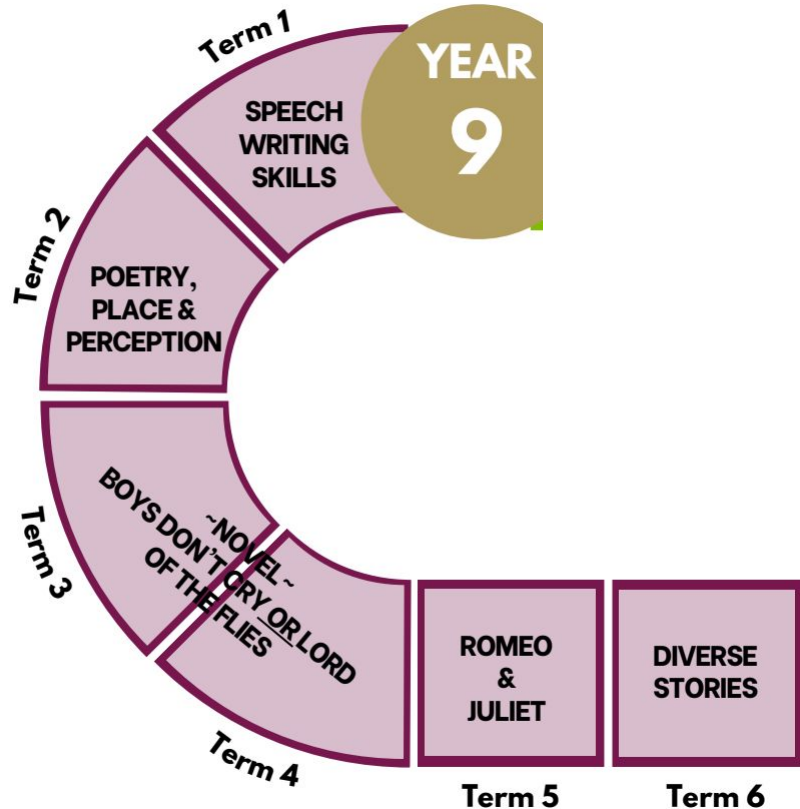 YEAR
9
Term 1
SPEECH
WRITING
SKILLS
Term 2
POETRY,
PLACE &
PERCEPTION
Term 3
~NOVEL~
BOYS DON'T CRY OR LORD
OF THE FLIES
Term 4
ROMEO
&
JULIET
Term 5
DIVERSE
STORIES
Term 6